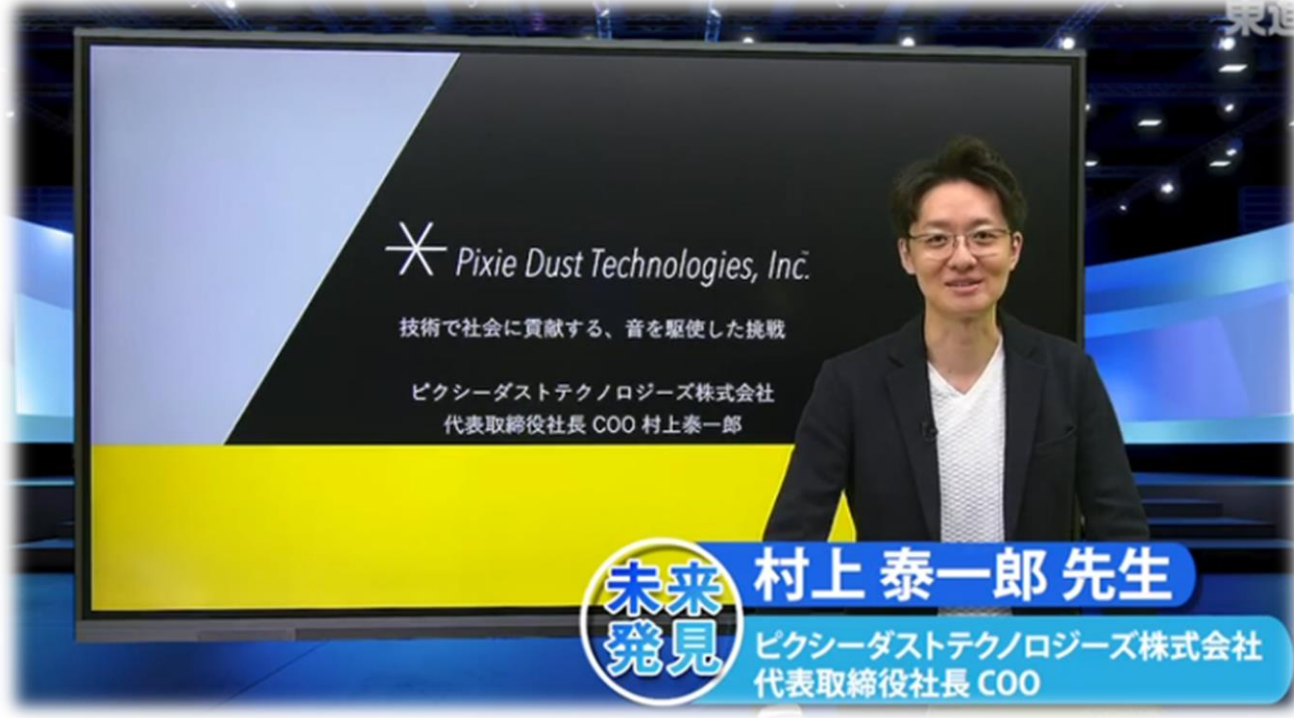 東進
Pixie Dust Technologies, Inc.™
技術で社会に貢献する、音を駆使した挑戦
ピクシーダストテクノロジーズ株式会社
代表取締役社長 COO 村上泰一郎
未来
発見
村上 泰一郎 先生
ピクシーダストテクノロジーズ株式会社
代表取締役社長 COO